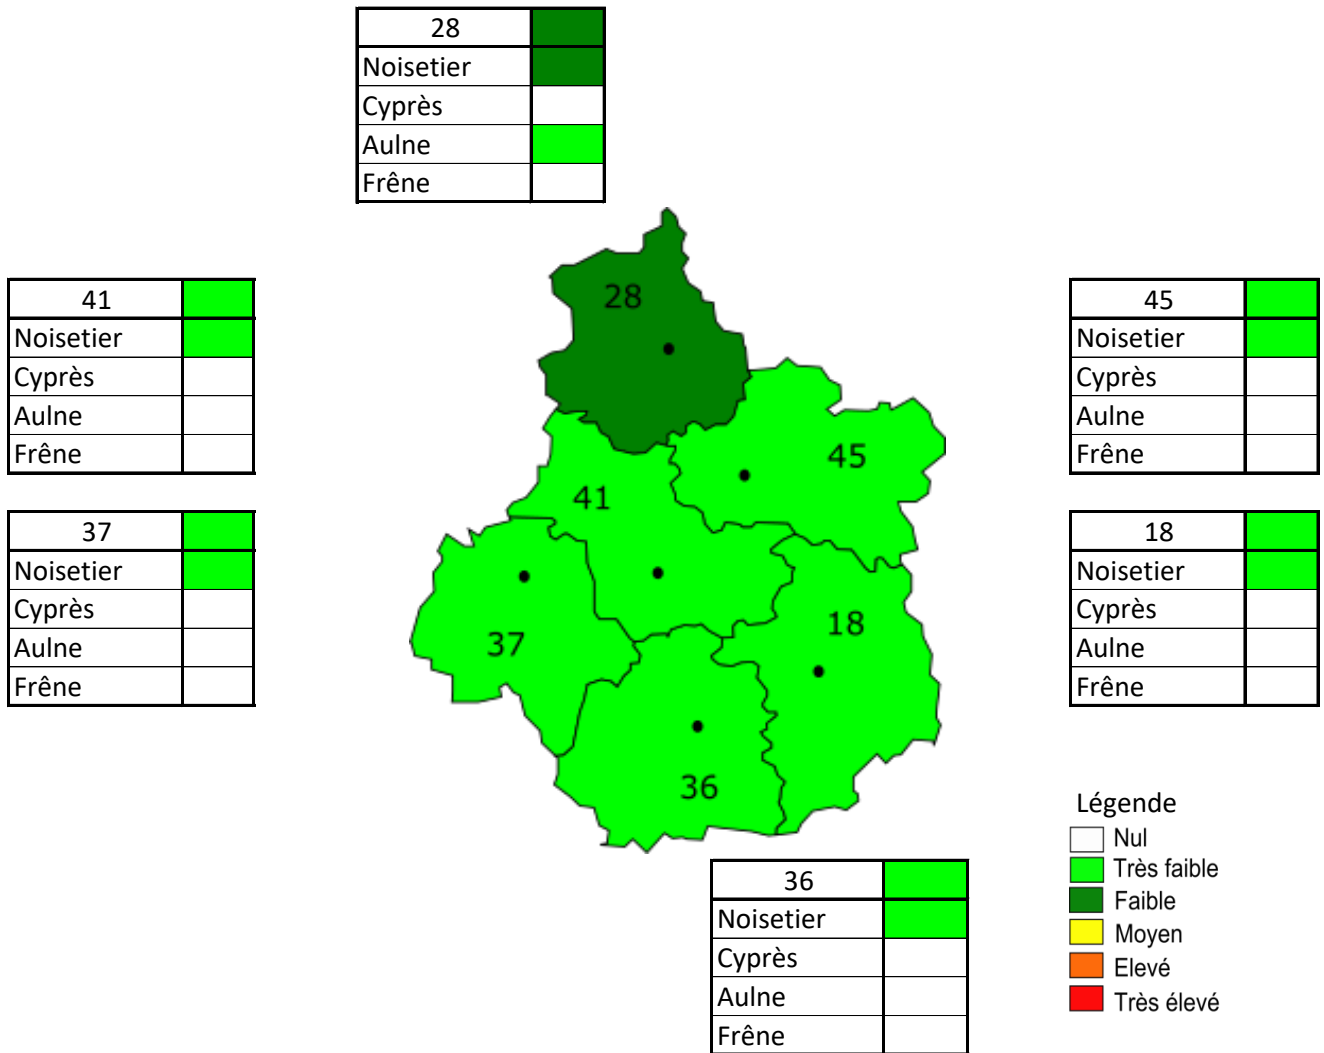 28
Noisetier
Cyprès
Aulne
Frêne
41
Noisetier
Cyprès
Aulne
Frêne
37
Noisetier
Cyprès
Aulne
Frêne
28
45
41
37
18
36
45
Noisetier
Cyprès
Aulne
Frêne
18
Noisetier
Cyprès
Aulne
Frêne
36
Noisetier
Cyprès
Aulne
Frêne
Légende
Nul
Très faible
Faible
Moyen
Elevé
Très élevé